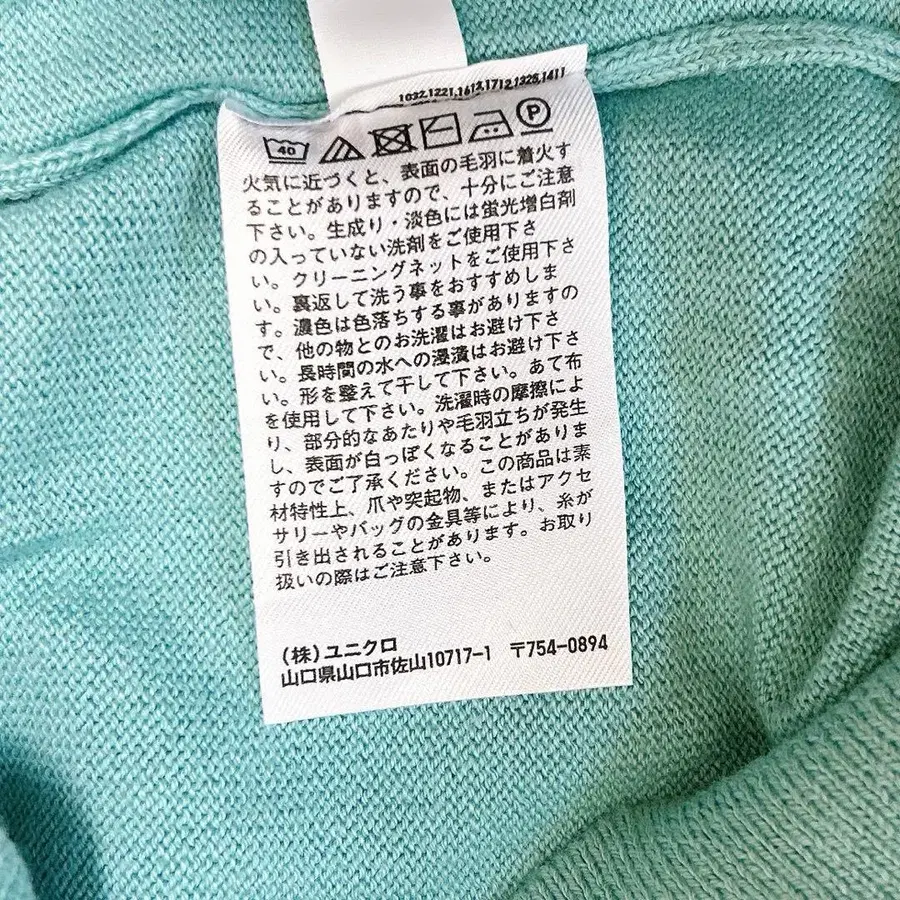 1032,1221,1613,1712,1325,1411
40 P
火気に近づくと、表面の毛羽に着火す
ることがありますので、十分にご注意
下さい。生成り・淡色には蛍光増白剤
の入っていない洗剤をご使用下さ
い。クリーニングネットをご使用下さ
い。裏返して洗う事をおすすめしま
す。濃色は色落ちする事がありますの
で、他の物とのお洗濯はお避け下さ
い。長時間の水への浸漬はお避け下さ
い。形を整えて干して下さい。あて布
を使用して下さい。洗濯時の摩擦によ
り、部分的なあたりや毛羽立ちが発生
し、表面が白っぽくなることがありま
すのでご了承ください。この商品は素
材特性上、爪や突起物、またはアクセ
サリーやバッグの金具等により、糸が
引き出されることがあります。お取り
扱いの際はご注意下さい。
(株)ユニクロ
山口県山口市佐山10717-1 〒754-0894